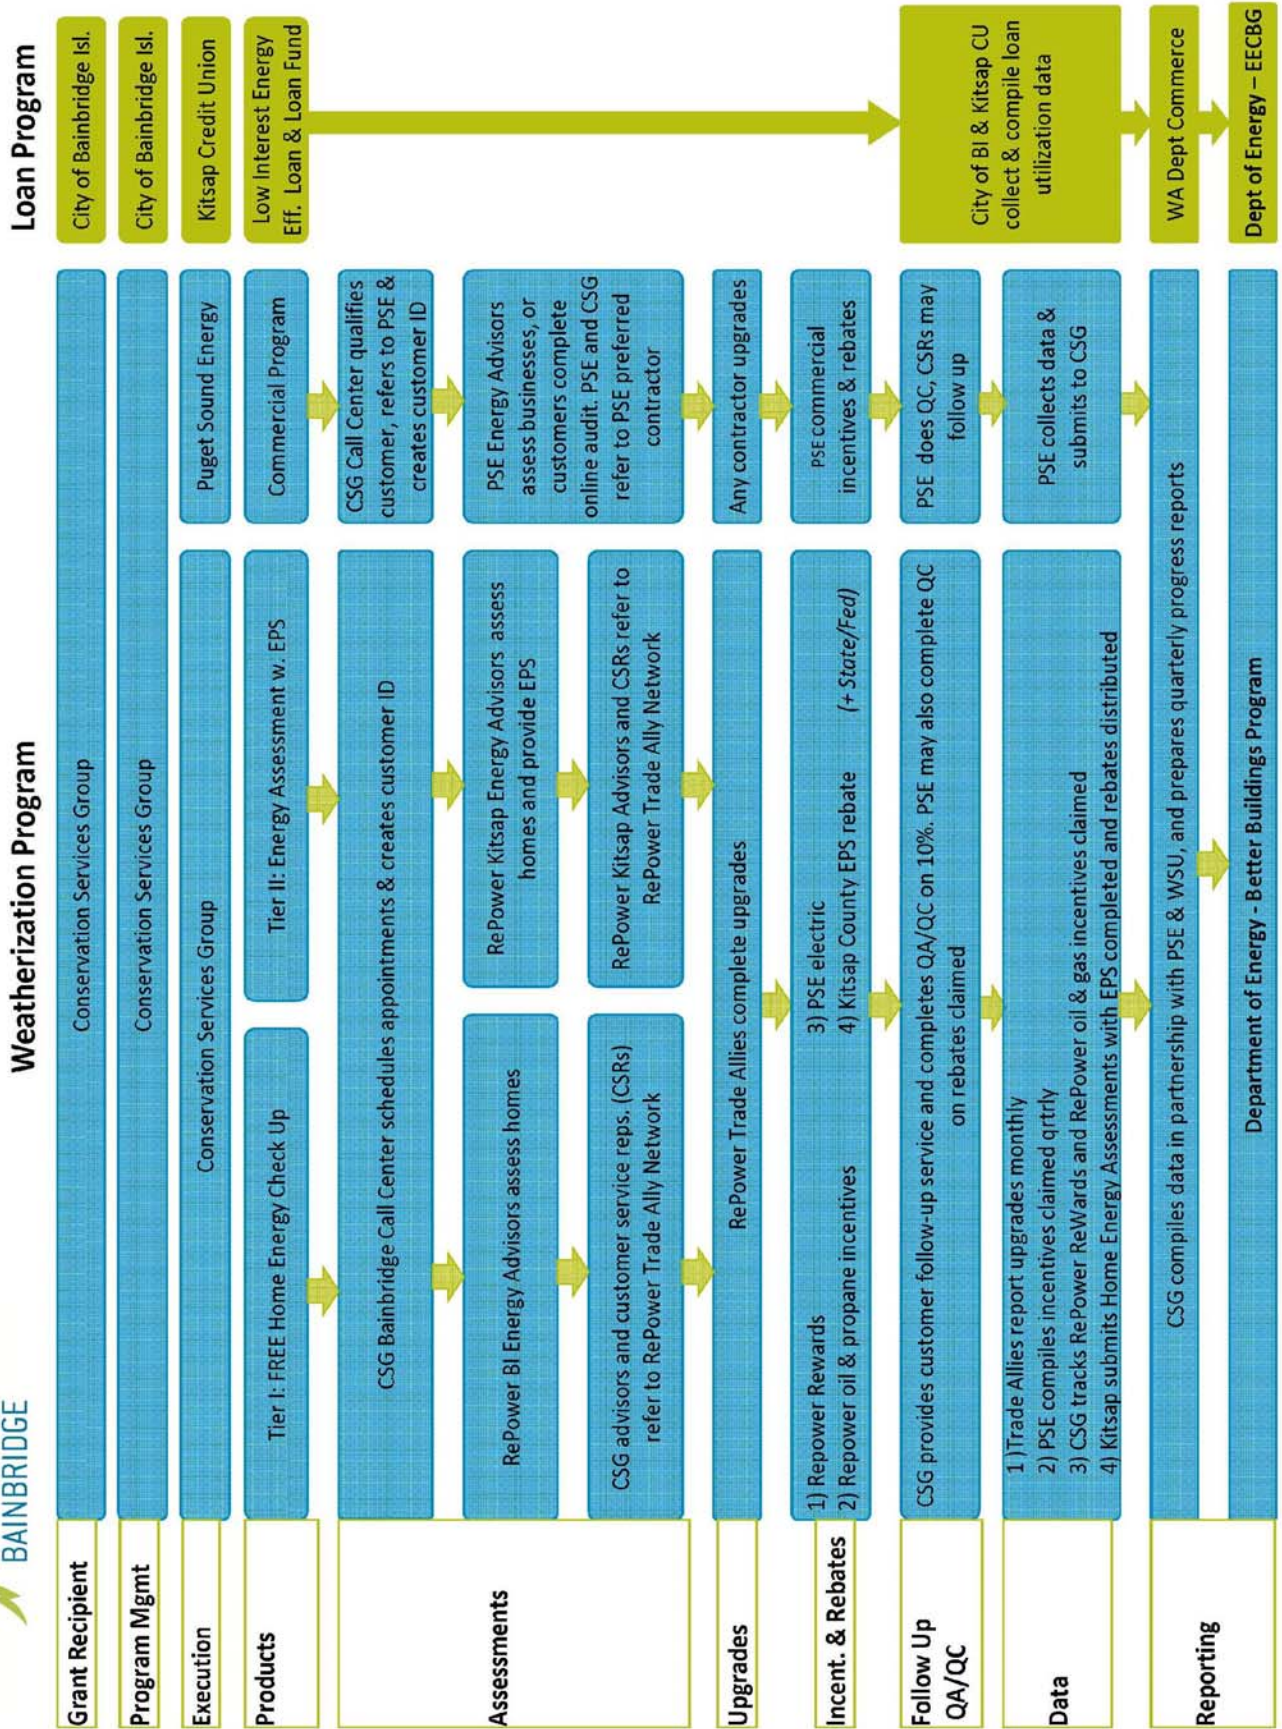 BAINBRIDGE
Weatherization Program
Loan Program
Grant Recipient
Conservation Services Group
City of Bainbridge Isl.
Program Mgmt
Conservation Services Group
City of Bainbridge Isl.
Execution
Conservation Services Group
Puget Sound Energy
Kitsap Credit Union
Products
Tier I: FREE Home Energy Check Up
Tier II: Energy Assessment w. EPS
Commercial Program
Low Interest Energy
Eff. Loan & Loan Fund
Assessments
CSG Bainbridge Call Center schedules appointments & creates customer ID
CSG Call Center qualifies
customer, refers to PSE &
creates customer ID
RePower BI Energy Advisors assess homes
RePower Kitsap Energy Advisors assess
homes and provide EPS
PSE Energy Advisors
assess businesses, or
customers complete
online audit. PSE and CSG
refer to PSE preferred
contractor
CSG advisors and customer service reps. (CSRs)
refer to RePower Trade Ally Network
RePower Kitsap Advisors and CSRs refer to
RePower Trade Ally Network
Upgrades
RePower Trade Allies complete upgrades
Any contractor upgrades
Incent. & Rebates
1) Repower Rewards
2) Repower oil & propane incentives
3) PSE electric
4) Kitsap County EPS rebate (+ State/Fed)
PSE commercial
incentives & rebates
Follow Up
QA/QC
CSG provides customer follow-up service and completes QA/QC on 10%. PSE may also complete QC
on rebates claimed
PSE does QC, CSRs may
follow up
City of BI & Kitsap CU
collect & compile loan
utilization data
Data
1 )Trade Allies report upgrades monthly
2) PSE compiles incentives claimed qrtrly
3) CSG tracks RePower ReWards and RePower oil & gas incentives claimed
4) Kitsap submits Home Energy Assessments with EPS completed and rebates distributed
PSE collects data &
submits to CSG
Reporting
CSG compiles data in partnership with PSE & WSU, and prepares quarterly progress reports
WA Dept Commerce
Department of Energy - Better Buildings Program
Dept of Energy – EECBG